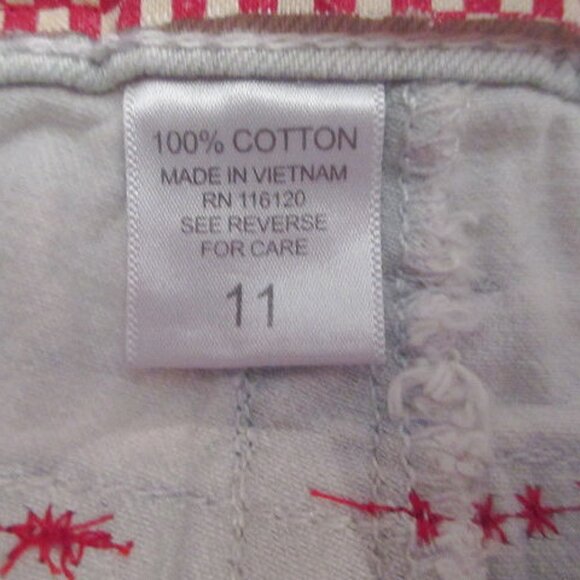 100% COTTON
MADE IN VIETNAM
RN 116120
SEE REVERSE
FOR CARE
11